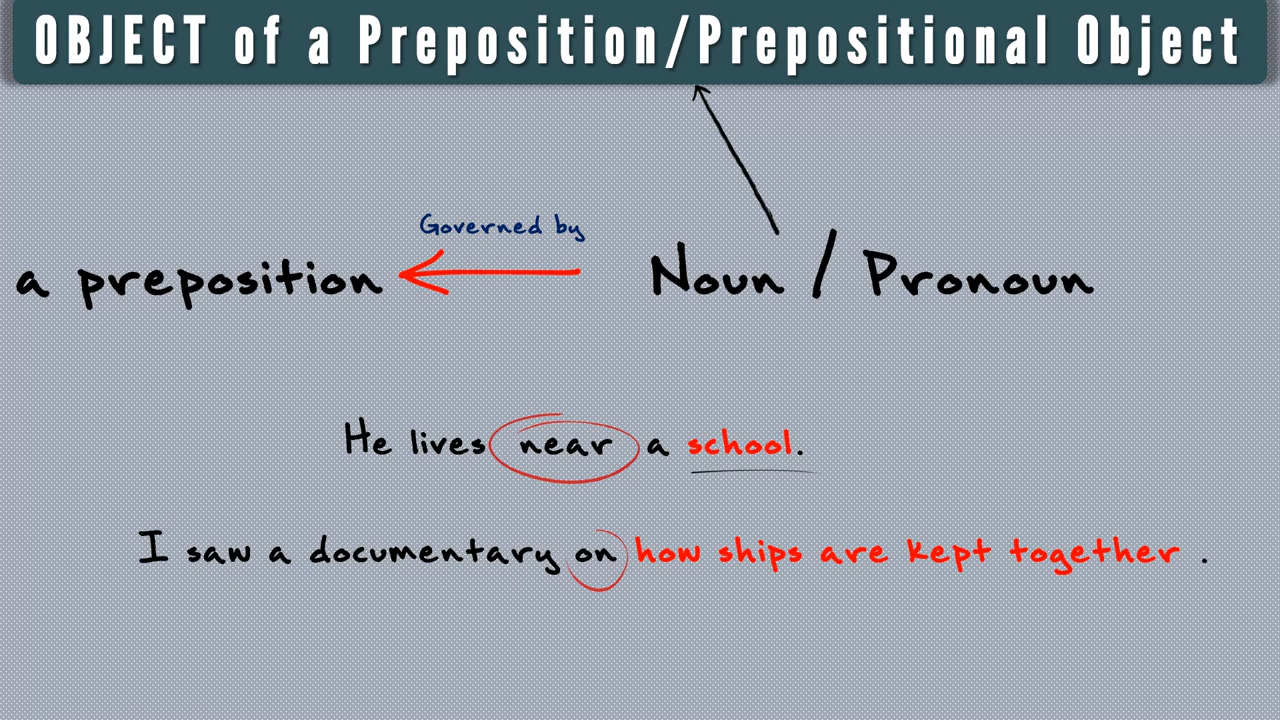 OBJECT of a Preposition/Prepositional Object
Governed by
a preposition Noun / Pronoun
He lives near a school.
I saw a documentary on how ships are kept together .